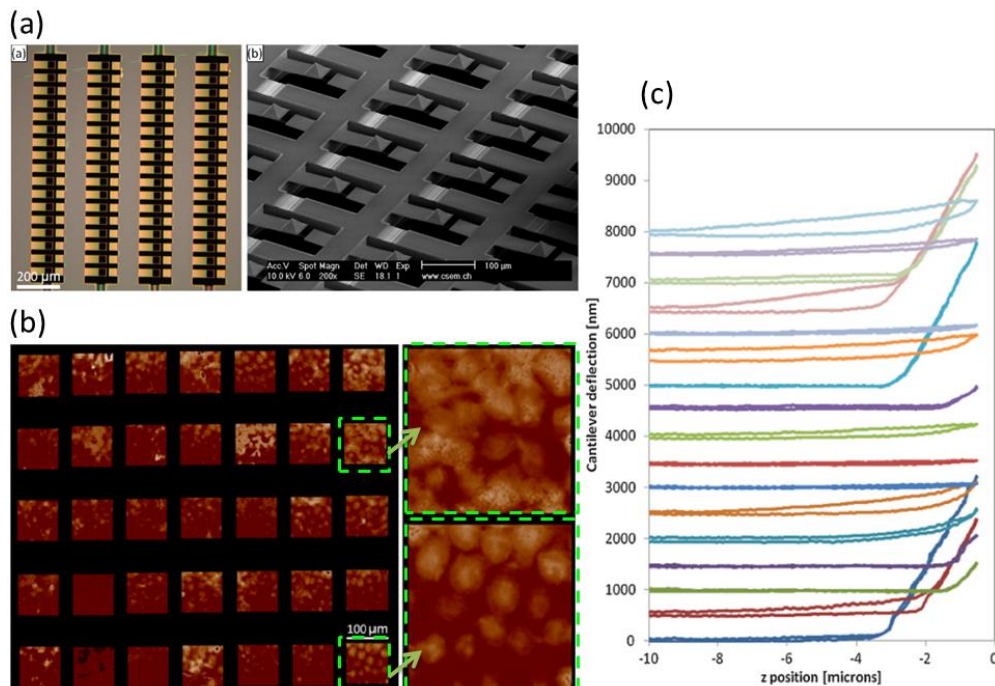 (a)
(a)
200 µm
(b)
Acc.V Spot Magn Det WD Exp
10.0 kV 6.0 200x SE 18.1 1 www.csem.ch
100 µm
(b)
100 µm
(c)
Cantilever deflection [nm]
10000
9000
8000
7000
6000
5000
4000
3000
2000
1000
0
-10
-8
-6
-4
-2
0
z position [microns]